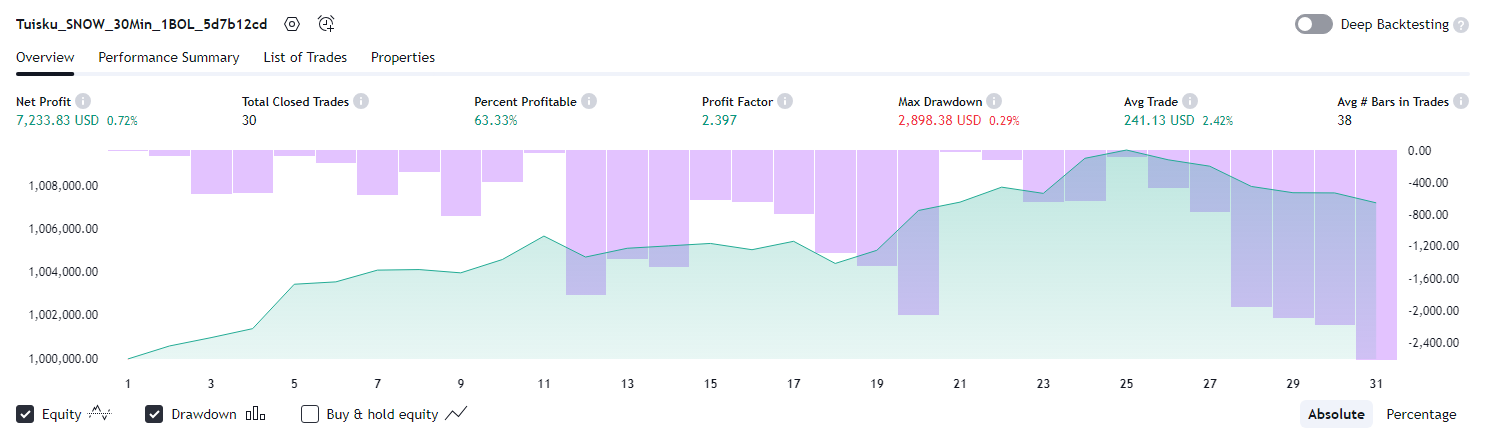 Tuisku_SNOW_30Min_1BOL_5d7b12cd Deep Backtesting ?
Overview Performance Summary List of Trades Properties
Net Profit i Total Closed Trades i Percent Profitable i Profit Factor i Max Drawdown i Avg Trade i Avg # Bars in Trades i
7,233.83 USD 0.72% 30 63.33% 2.397 2,898.38 USD 0.29% 241.13 USD 2.42% 38
0.00
1,008,000.00 -400.00
-800.00
1,006,000.00 -1,200.00
1,004,000.00 -1,600.00
1,002,000.00 -2,000.00
-2,400.00
1,000,000.00
1 3 5 7 9 11 13 15 17 19 21 23 25 27 29 31
Equity Drawdown Buy & hold equity Absolute Percentage